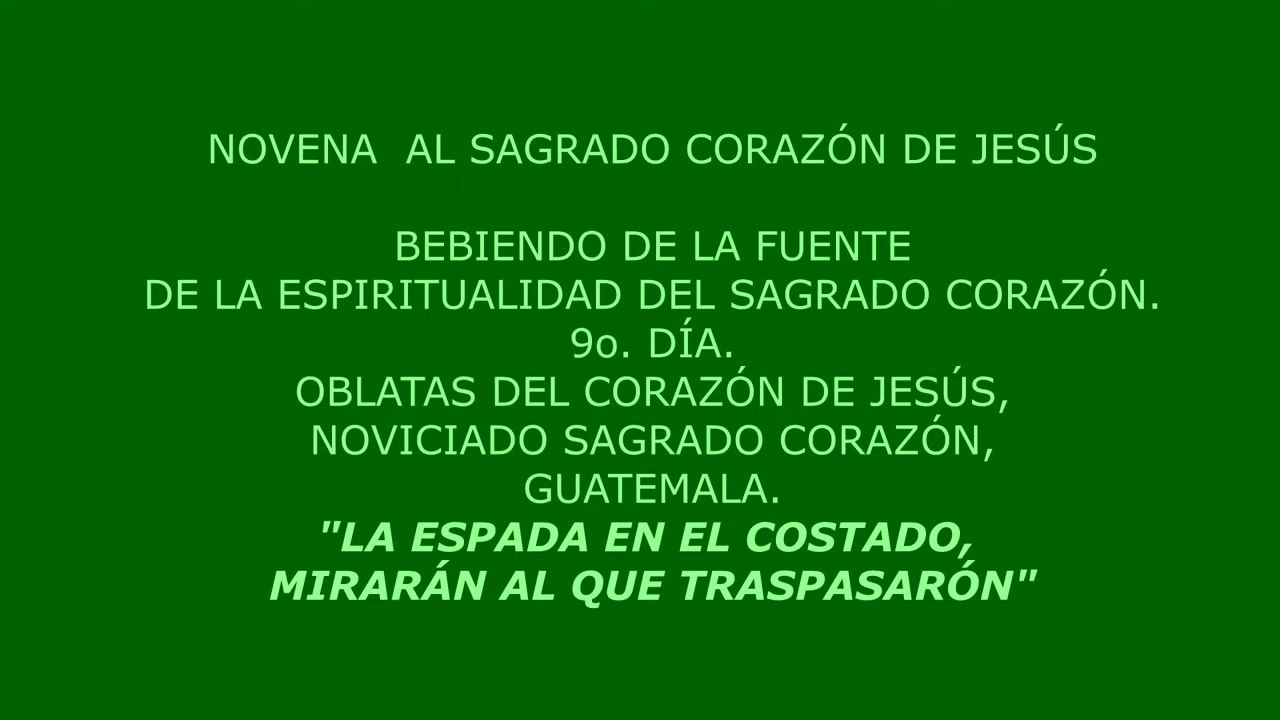 NOVENA  AL SAGRADO CORAZÓN DE JESÚS
BEBIENDO DE LA FUENTE
DE LA ESPIRITUALIDAD DEL SAGRADO CORAZÓN.
9o. DÍA.
OBLATAS DEL CORAZÓN DE JESÚS,
NOVICIADO SAGRADO CORAZÓN,
GUATEMALA.
"LA ESPADA EN EL COSTADO,
MIRARÁN AL QUE TRASPASARÓN"